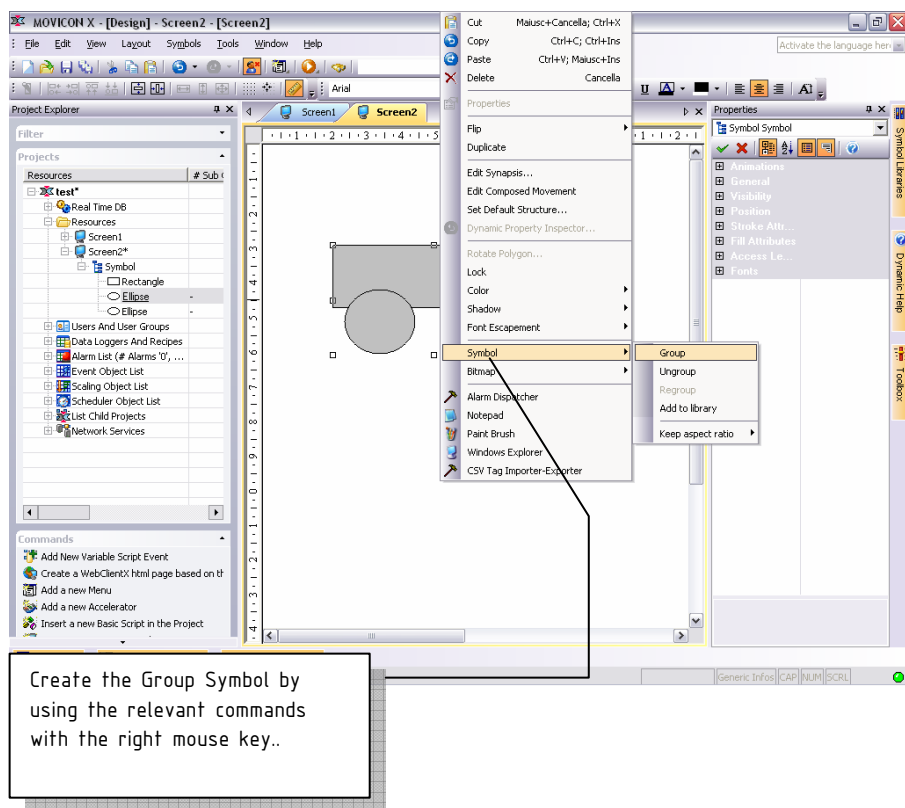 MOVICON X - [Design] - Screen2 - [Screen2]
File Edit View Layout Symbols Tools Window Help
Activate the language here
Arial
U
Project Explorer
Filter
Projects
Resources # Sub
test*
Real Time DB
Resources
Screen1
Screen2*
Symbol
Rectangle
Ellipse -
Ellipse -
Users And User Groups
Data Loggers And Recipes
Alarm List (# Alarms '0', ...
Event Object List
Scaling Object List
Scheduler Object List
List Child Projects
Network Services
Commands
Add New Variable Script Event
Create a WebClientX html page based on th
Add a new Menu
Add a new Accelerator
Insert a new Basic Script in the Project
Screen1 Screen2
Cut Maiusc+Cancella; Ctrl+X
Copy Ctrl+C; Ctrl+Ins
Paste Ctrl+V; Maiusc+Ins
Delete Cancella
Properties
Flip
Duplicate
Edit Synapsis...
Edit Composed Movement
Set Default Structure...
Dynamic Property Inspector...
Rotate Polygon...
Lock
Color
Shadow
Font Escapement
Symbol
Bitmap
Alarm Dispatcher
Notepad
Paint Brush
Windows Explorer
CSV Tag Importer-Exporter
Group
Ungroup
Regroup
Add to library
Keep aspect ratio
Properties
Symbol Symbol
Animations
General
Visibility
Position
Stroke Attr...
Fill Attributes
Access Le...
Fonts
Symbol Libraries
Dynamic Help
Toolbox
Generic Infos CAP NUM SCRL
Create the Group Symbol by
using the relevant commands
with the right mouse key..